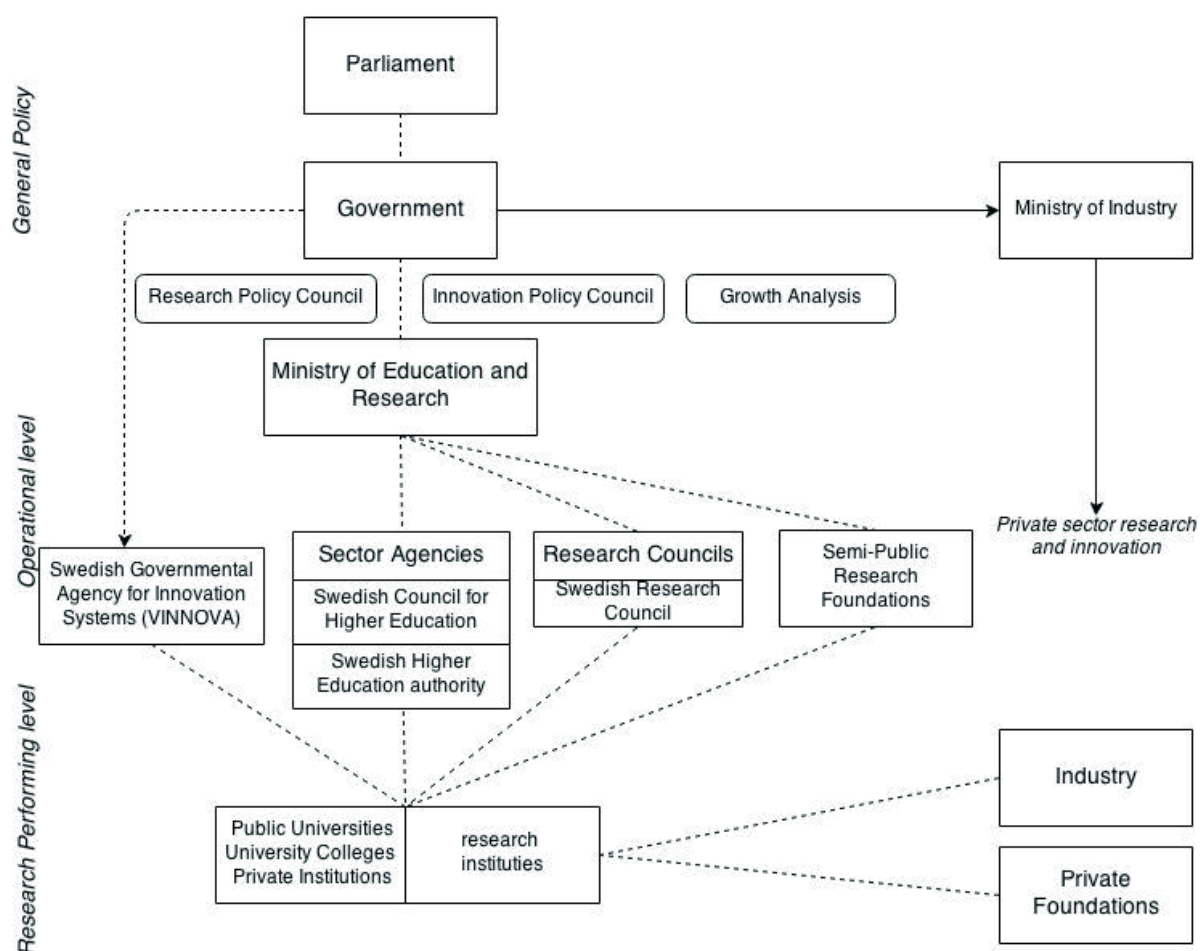 Parliament
General Policy
Government
Ministry of Industry
Research Policy Council
Innovation Policy Council
Growth Analysis
Ministry of Education and
Research
Operational level
Private sector research
and innovation
Swedish Governmental
Agency for Innovation
Systems (VINNOVA)
Sector Agencies
Swedish Council for
Higher Education
Swedish Higher
Education authority
Research Councils
Swedish Research
Council
Semi-Public
Research
Foundations
Research Performing level
Public Universities
University Colleges
Private Institutions
research
instituties
Industry
Private
Foundations